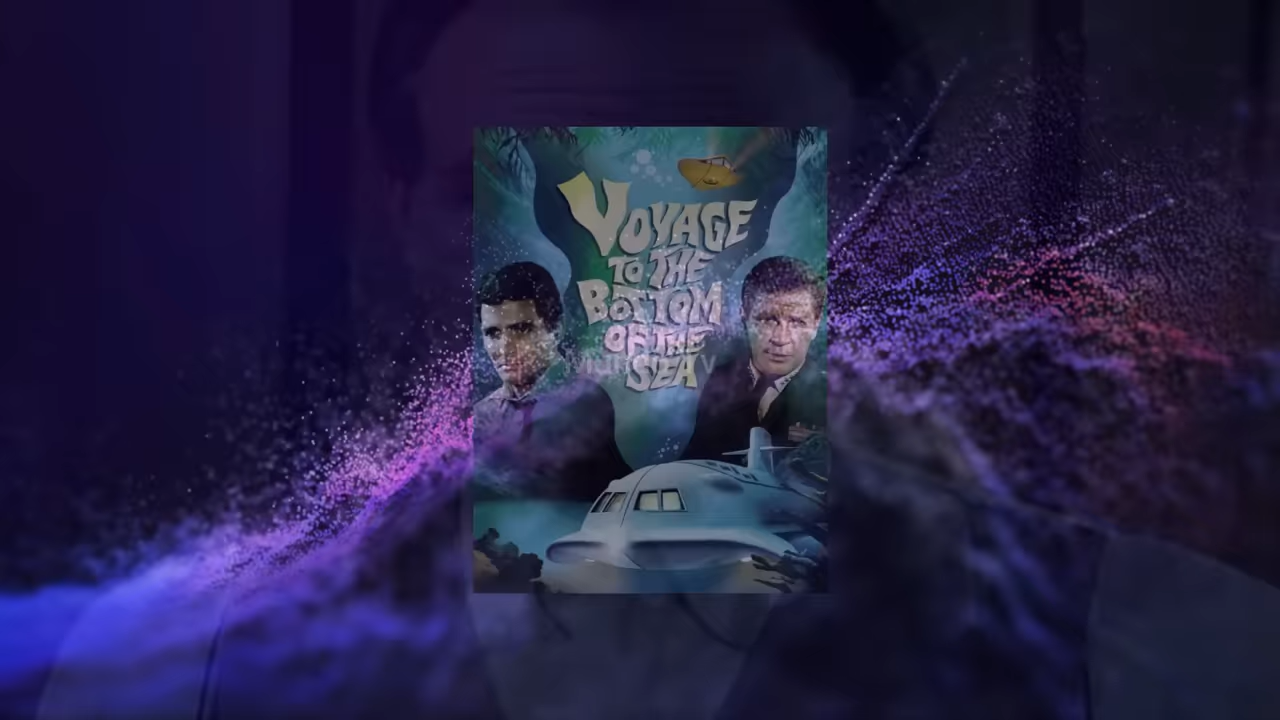 VOYAGE
TO THE
BOTTOM
OF THE
SEA